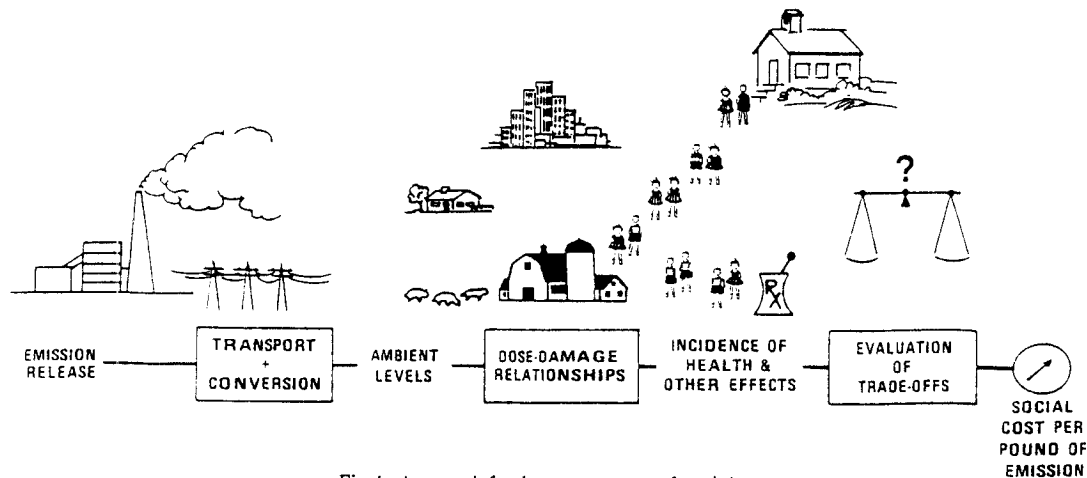 ?
RX
EMISSION
RELEASE
TRANSPORT
+
CONVERSION
AMBIENT
LEVELS
DOSE-DAMAGE
RELATIONSHIPS
INCIDENCE OF
HEALTH &
OTHER EFFECTS
EVALUATION
OF
TRADE-OFFS
SOCIAL
COST PER
POUND OF
EMISSION